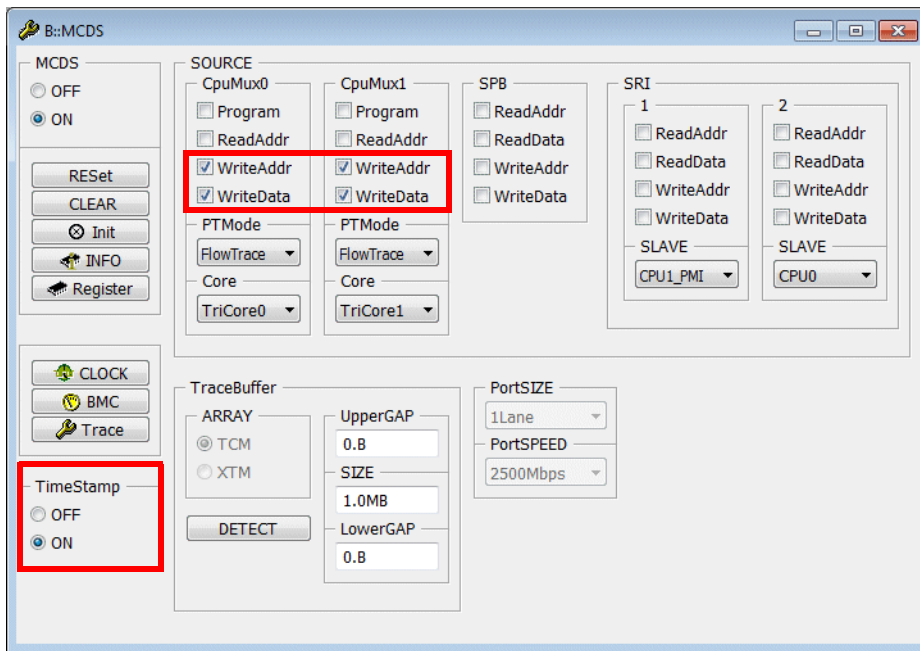 B::MCDS
MCDS
OFF
ON
RESet
CLEAR
Init
INFO
Register
CLOCK
BMC
Trace
TimeStamp
OFF
ON
SOURCE
CpuMux0
Program
ReadAddr
WriteAddr
WriteData
PTMode
FlowTrace
Core
TriCore0
CpuMux1
Program
ReadAddr
WriteAddr
WriteData
PTMode
FlowTrace
Core
TriCore1
SPB
ReadAddr
ReadData
WriteAddr
WriteData
SRI
1
ReadAddr
ReadData
WriteAddr
WriteData
SLAVE
CPU1_PMI
2
ReadAddr
ReadData
WriteAddr
WriteData
SLAVE
CPU0
TraceBuffer
ARRAY
TCM
XTM
DETECT
UpperGAP
0.B
SIZE
1.0MB
LowerGAP
0.B
PortSIZE
1Lane
PortSPEED
2500Mbps